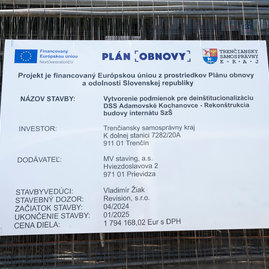 Financovaný
Európskou úniou
NextGenerationEU
PLÁN OBNOVY
TRENČIANSKY
SAMOSPRÁVNY
KRAJ
Projekt je financovaný Európskou úniou z prostriedkov Plánu obnovy
a odolnosti Slovenskej republiky
NÁZOV STAVBY: Vytvorenie podmienok pre deinštitucionalizáciu
DSS Adamovské Kochanovce - Rekonštrukcia
budovy internátu SzŠ
INVESTOR: Trenčiansky samosprávny kraj
K dolnej stanici 7282/20A
911 01 Trenčín
DODÁVATEĽ: MV staving, a.s.
Hviezdoslavova 2
971 01 Prievidza
STAVBYVEDÚCI: Vladimír Žiak
STAVEBNÝ DOZOR: Revision, s.r.o.
ZAČIATOK STAVBY: 04/2024
UKONČENIE STAVBY: 01/2025
CENA DIELA: 1 794 168,02 Eur s DPH